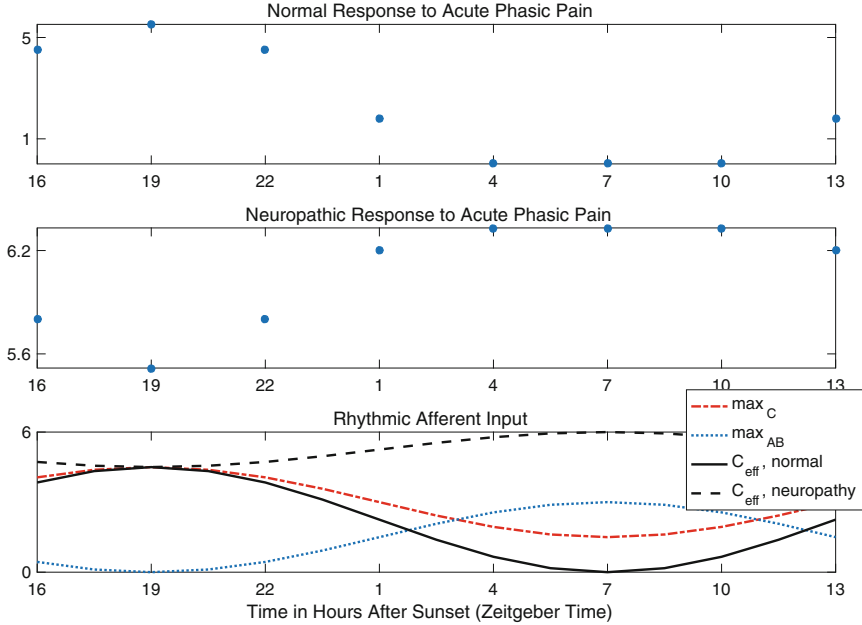 Normal Response to Acute Phasic Pain
5
1
16 19 22 1 4 7 10 13
Neuropathic Response to Acute Phasic Pain
6.2
5.6
16 19 22 1 4 7 10 13
Rhythmic Afferent Input
6
0
max_C
max_AB
C_eff, normal
C_eff, neuropathy
16 19 22 1 4 7 10 13
Time in Hours After Sunset (Zeitgeber Time)